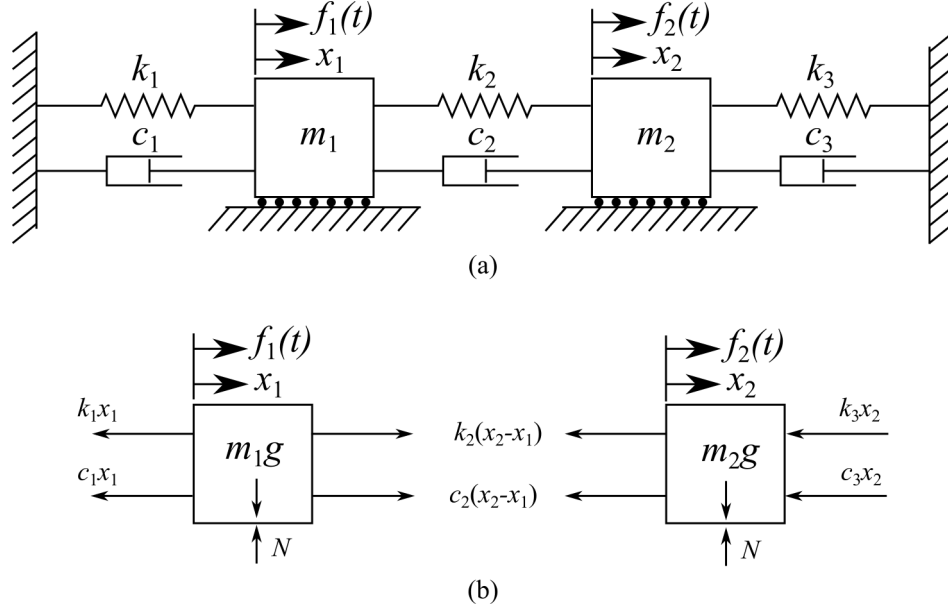 f₁(t) f₂(t)
x₁ x₂
k₁ k₂ k₃
m₁ m₂
c₁ c₂ c₃
(a)
f₁(t) f₂(t)
x₁ x₂
k₁x₁ k₃x₂
m₁g k₂(x₂-x₁) m₂g
c₁x₁ c₂(x₂-x₁) c₃x₂
N N
(b)